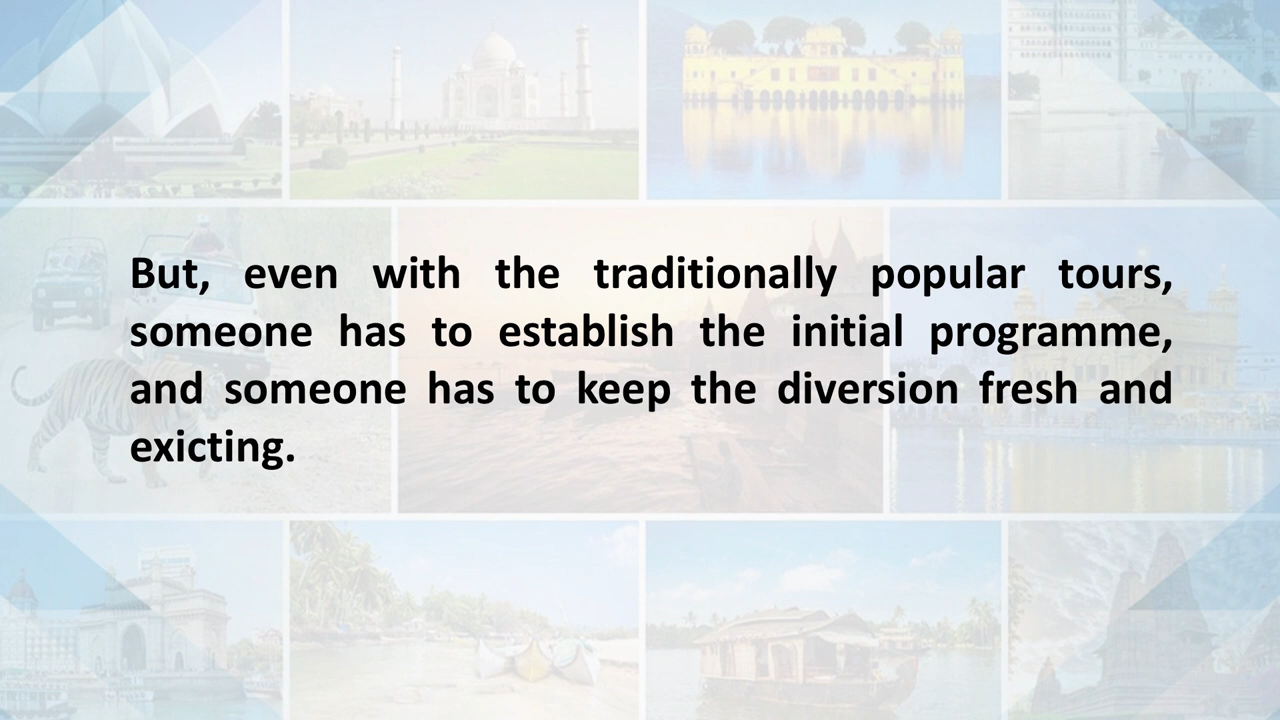 But, even with the traditionally popular tours,
someone has to establish the initial programme,
and someone has to keep the diversion fresh and
exicting.